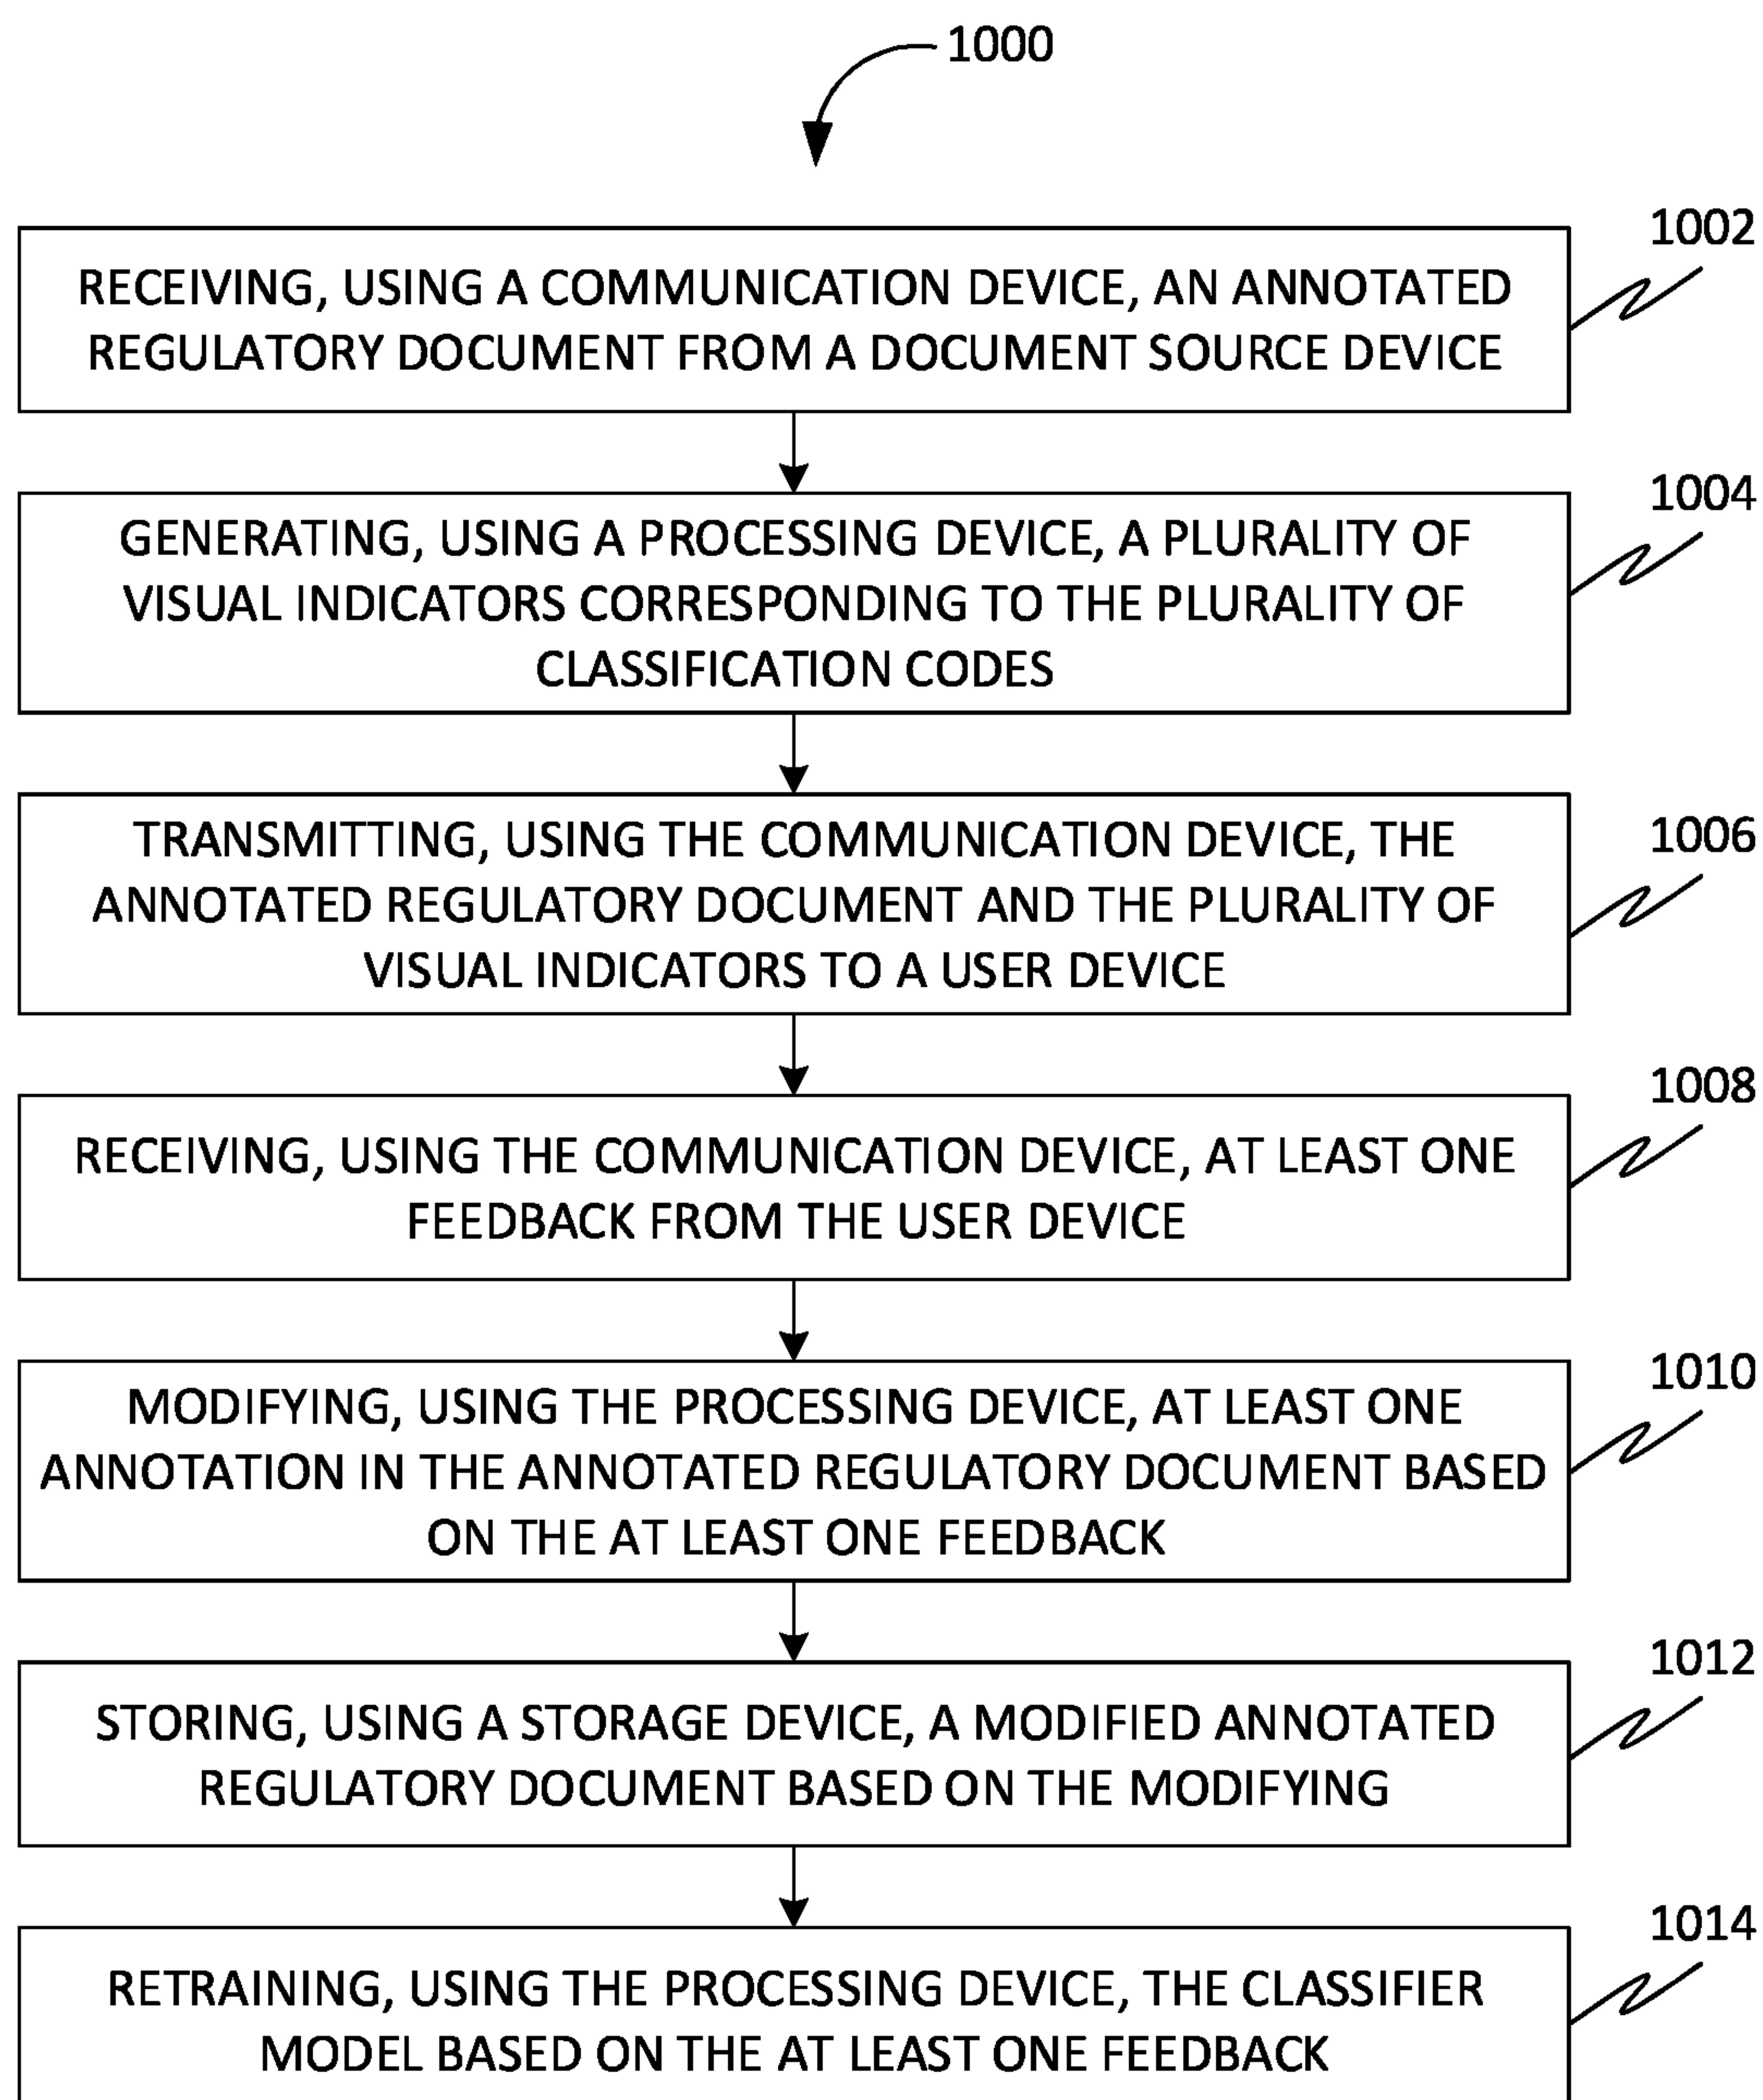 1000
1002
RECEIVING, USING A COMMUNICATION DEVICE, AN ANNOTATED
REGULATORY DOCUMENT FROM A DOCUMENT SOURCE DEVICE
1004
GENERATING, USING A PROCESSING DEVICE, A PLURALITY OF
VISUAL INDICATORS CORRESPONDING TO THE PLURALITY OF
CLASSIFICATION CODES
1006
TRANSMITTING, USING THE COMMUNICATION DEVICE, THE
ANNOTATED REGULATORY DOCUMENT AND THE PLURALITY OF
VISUAL INDICATORS TO A USER DEVICE
1008
RECEIVING, USING THE COMMUNICATION DEVICE, AT LEAST ONE
FEEDBACK FROM THE USER DEVICE
1010
MODIFYING, USING THE PROCESSING DEVICE, AT LEAST ONE
ANNOTATION IN THE ANNOTATED REGULATORY DOCUMENT BASED
ON THE AT LEAST ONE FEEDBACK
1012
STORING, USING A STORAGE DEVICE, A MODIFIED ANNOTATED
REGULATORY DOCUMENT BASED ON THE MODIFYING
1014
RETRAINING, USING THE PROCESSING DEVICE, THE CLASSIFIER
MODEL BASED ON THE AT LEAST ONE FEEDBACK